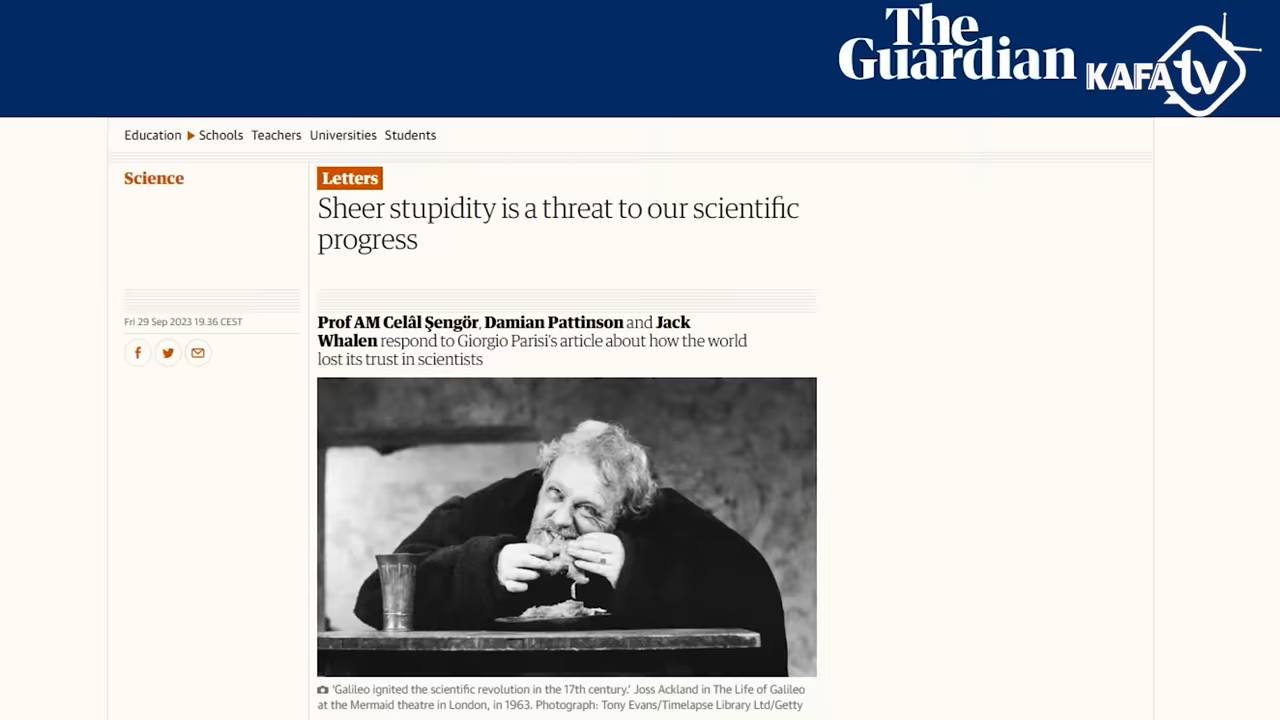 The
Guardian
KAFA tv
Education Schools Teachers Universities Students
Science
Letters
Sheer stupidity is a threat to our scientific
progress
Fri 29 Sep 2023 19.36 CEST
Prof AM Celâl Şengör, Damian Pattinson and Jack
Whalen respond to Giorgio Parisi's article about how the world
lost its trust in scientists
'Galileo ignited the scientific revolution in the 17th century.' Joss Ackland in The Life of Galileo
at the Mermaid theatre in London, in 1963. Photograph: Tony Evans/Timelapse Library Ltd/Getty